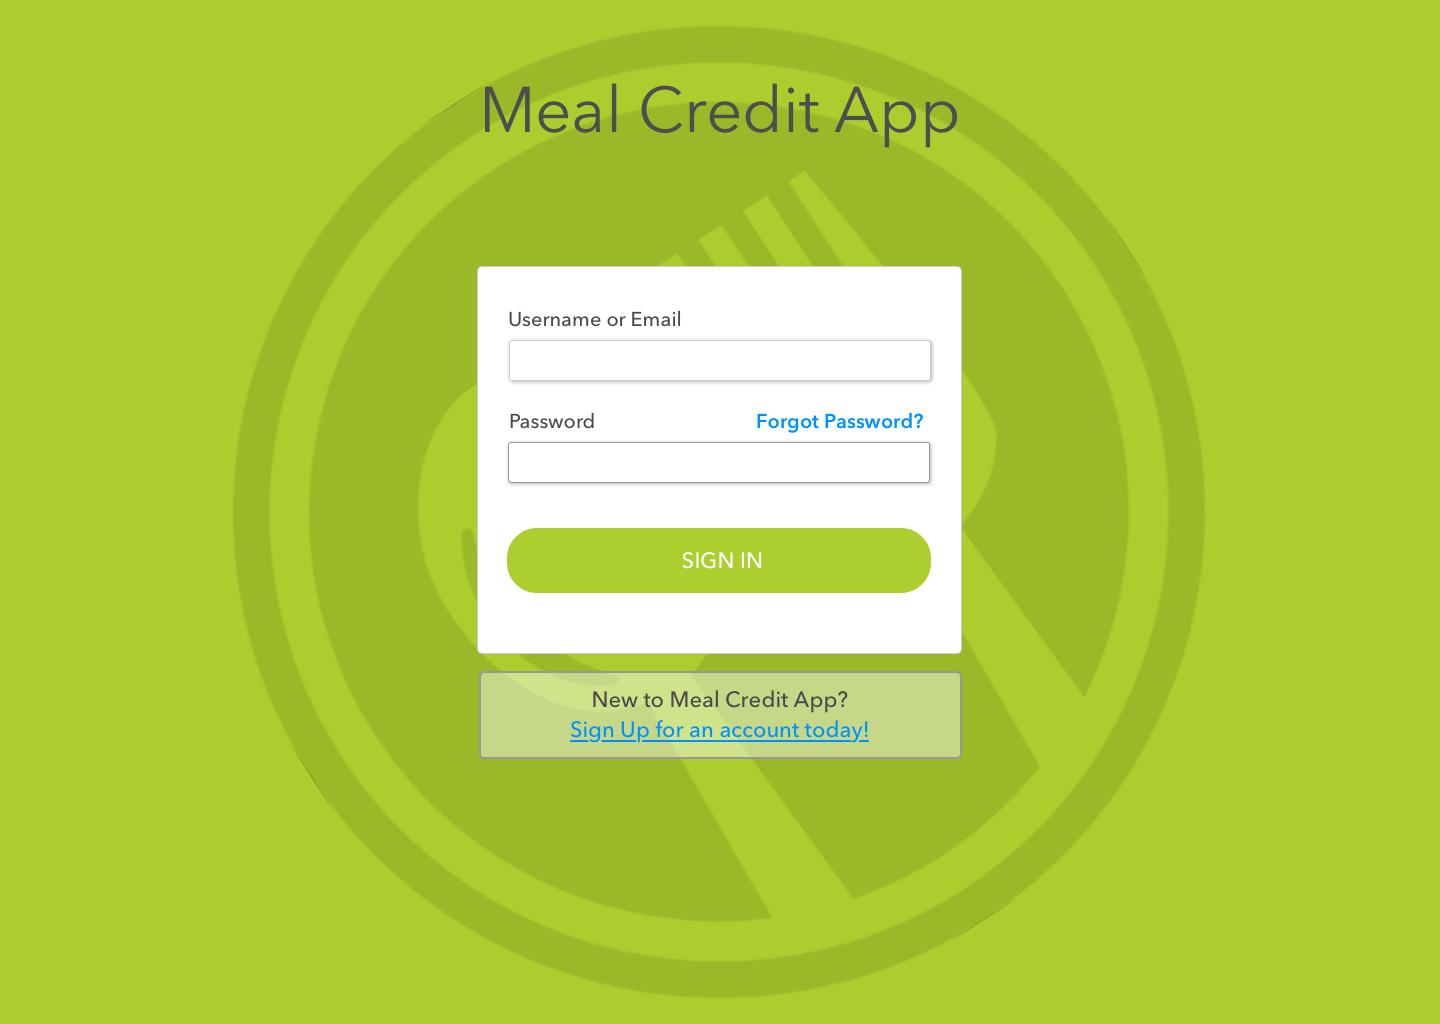 Meal Credit App
Username or Email
Password Forgot Password?
SIGN IN
New to Meal Credit App?
Sign Up for an account today!